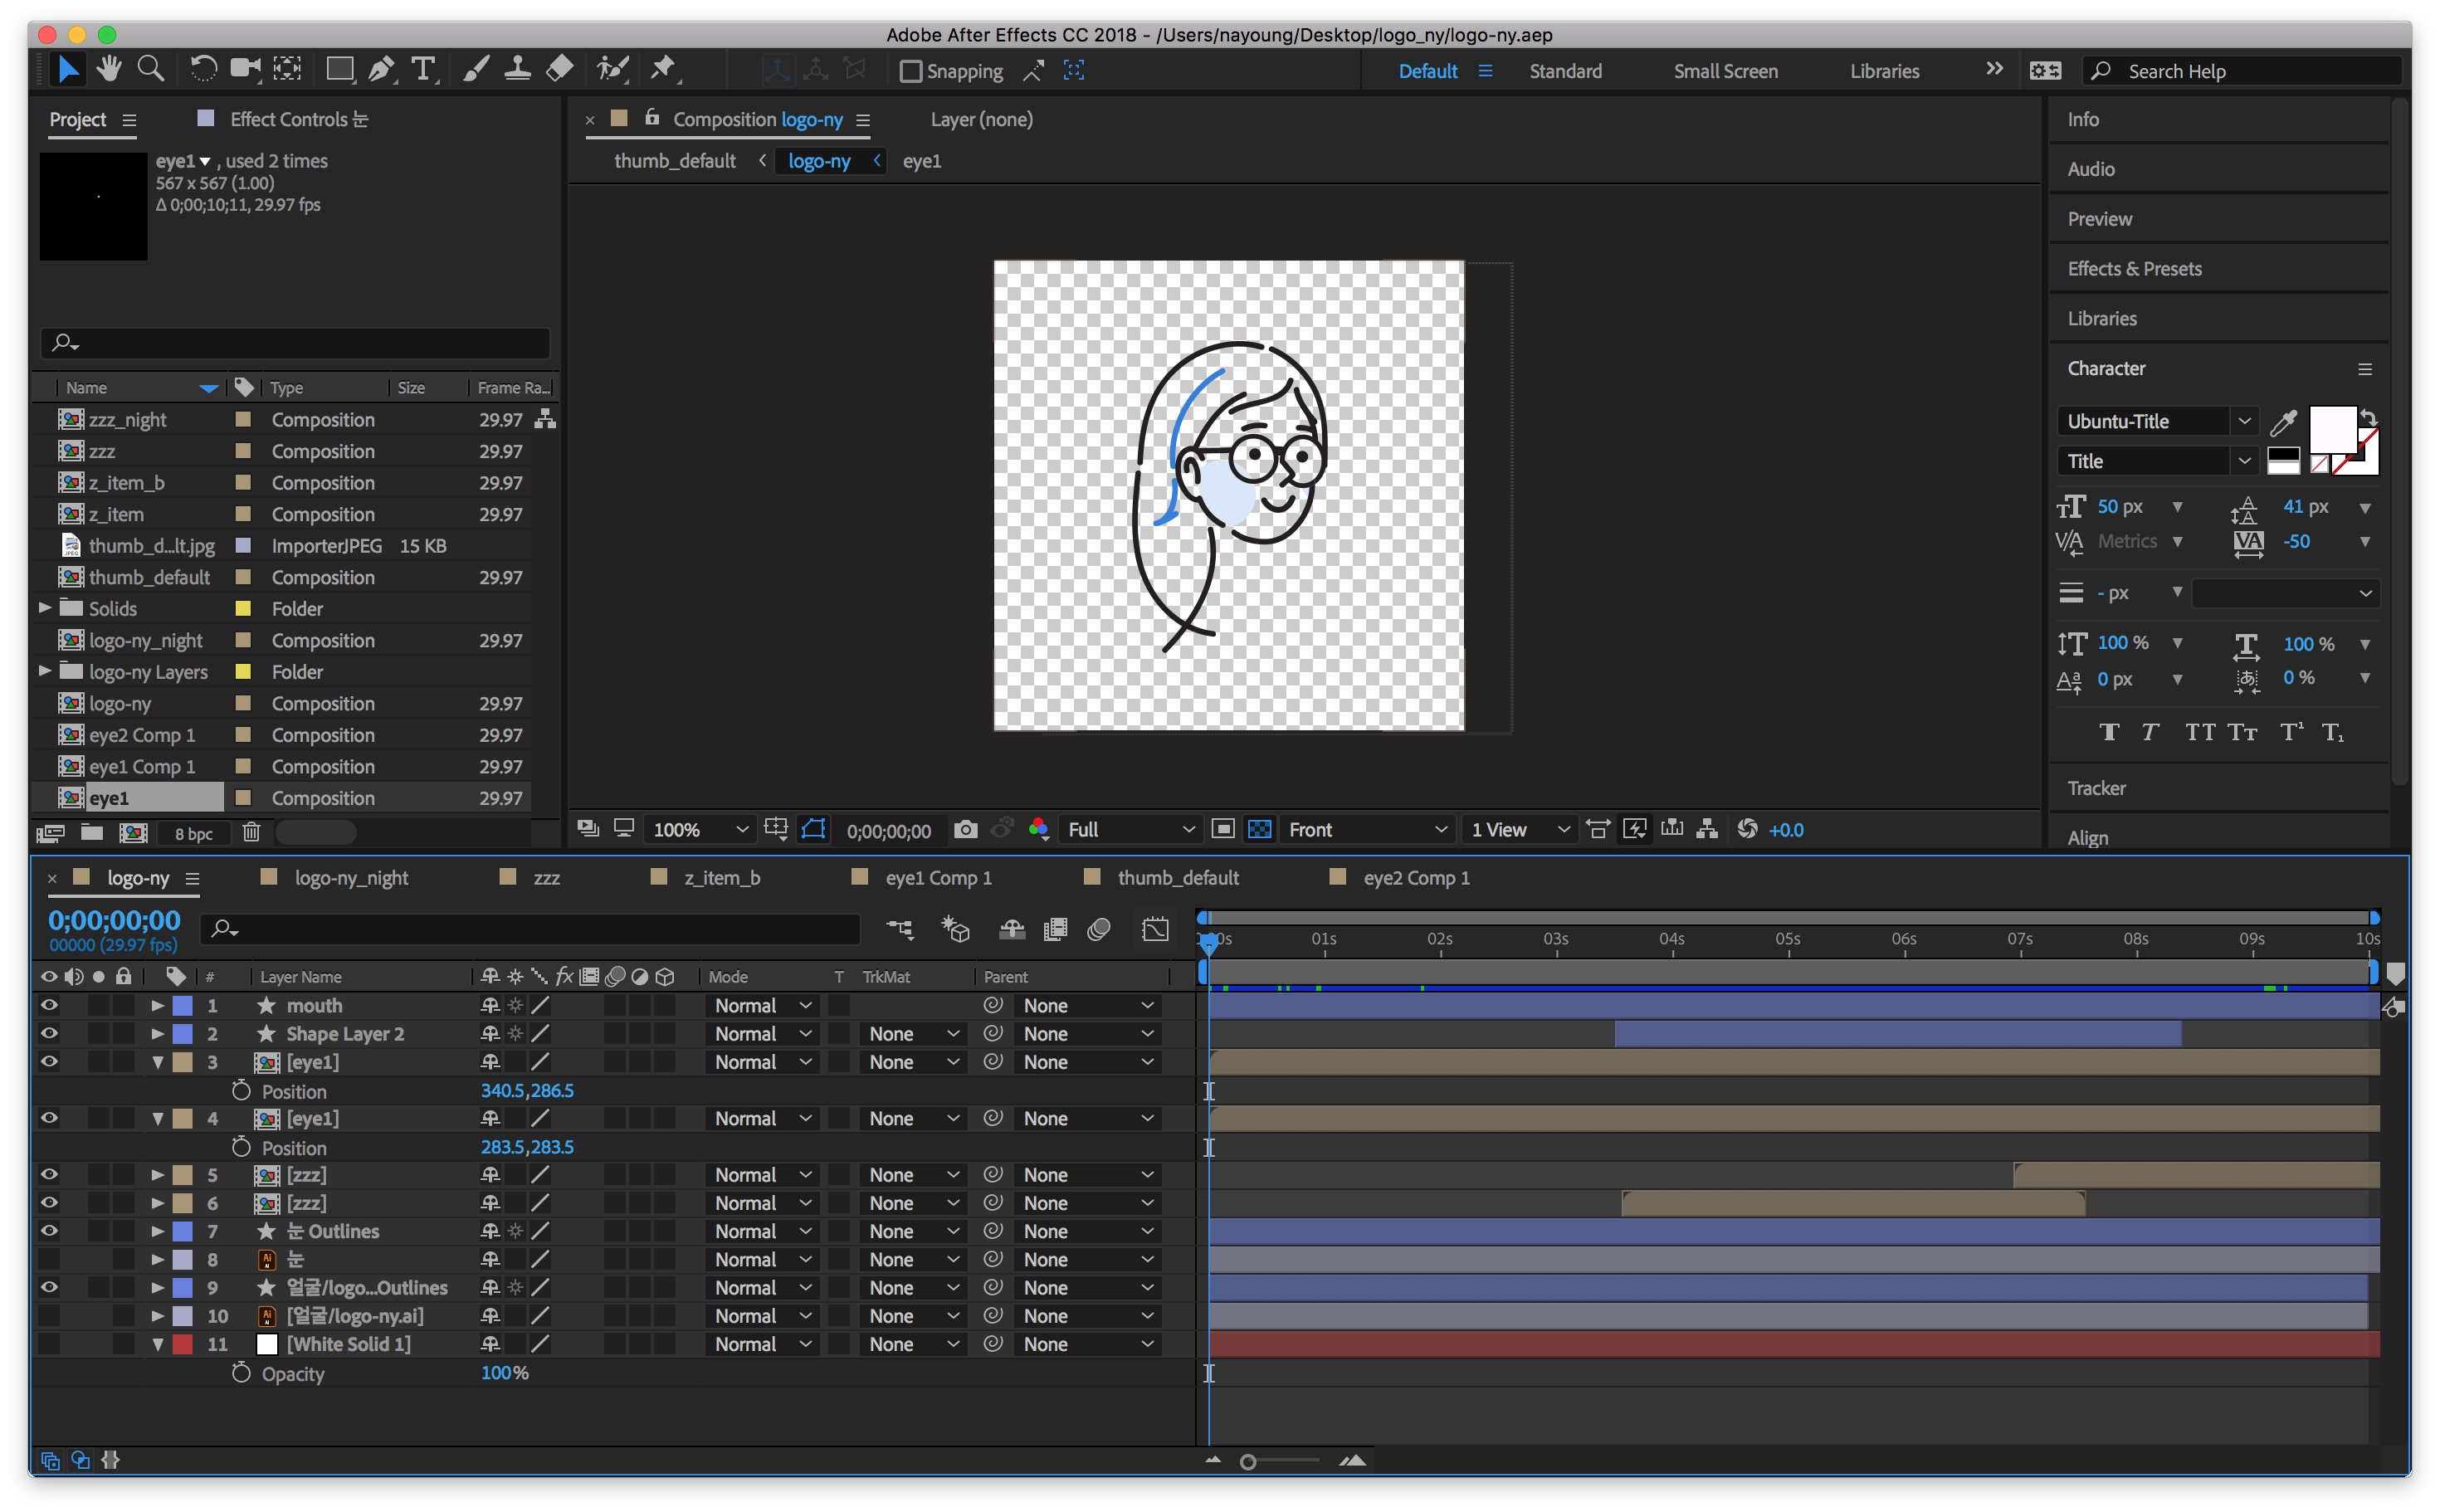 Adobe After Effects CC 2018 - /Users/nayoung/Desktop/logo_ny/logo-ny.aep
Snapping
Default
Standard
Small Screen
Libraries
Search Help
Project
Effect Controls 눈
eye1 , used 2 times
567 x 567 (1.00)
Δ 0;00;10;11, 29.97 fps
Name Type Size Frame Ra...
zzz_night Composition 29.97
zzz Composition 29.97
z_item_b Composition 29.97
z_item Composition 29.97
thumb_d...lt.jpg ImporterJPEG 15 KB
thumb_default Composition 29.97
Solids Folder
logo-ny_night Composition 29.97
logo-ny Layers Folder
logo-ny Composition 29.97
eye2 Comp 1 Composition 29.97
eye1 Comp 1 Composition 29.97
eye1 Composition 29.97
8 bpc
Composition logo-ny
Layer (none)
thumb_default
logo-ny
eye1
100%
0;00;00;00
Full
Front
1 View
+0.0
Info
Audio
Preview
Effects & Presets
Libraries
Character
Ubuntu-Title
Title
50 px
41 px
Metrics
-50
- px
100 %
100 %
0 px
0 %
Tracker
Align
logo-ny
logo-ny_night
zzz
z_item_b
eye1 Comp 1
thumb_default
eye2 Comp 1
0;00;00;00
00000 (29.97 fps)
01s 02s 03s 04s 05s 06s 07s 08s 09s 10s
# Layer Name Mode T TrkMat Parent
1 mouth Normal None
2 Shape Layer 2 Normal None None
3 [eye1] Normal None None
Position 340.5,286.5
4 [eye1] Normal None None
Position 283.5,283.5
5 [zzz] Normal None None
6 [zzz] Normal None None
7 눈 Outlines Normal None None
8 눈 Normal None None
9 얼굴/logo...Outlines Normal None None
10 [얼굴/logo-ny.ai] Normal None None
11 [White Solid 1] Normal None None
Opacity 100%